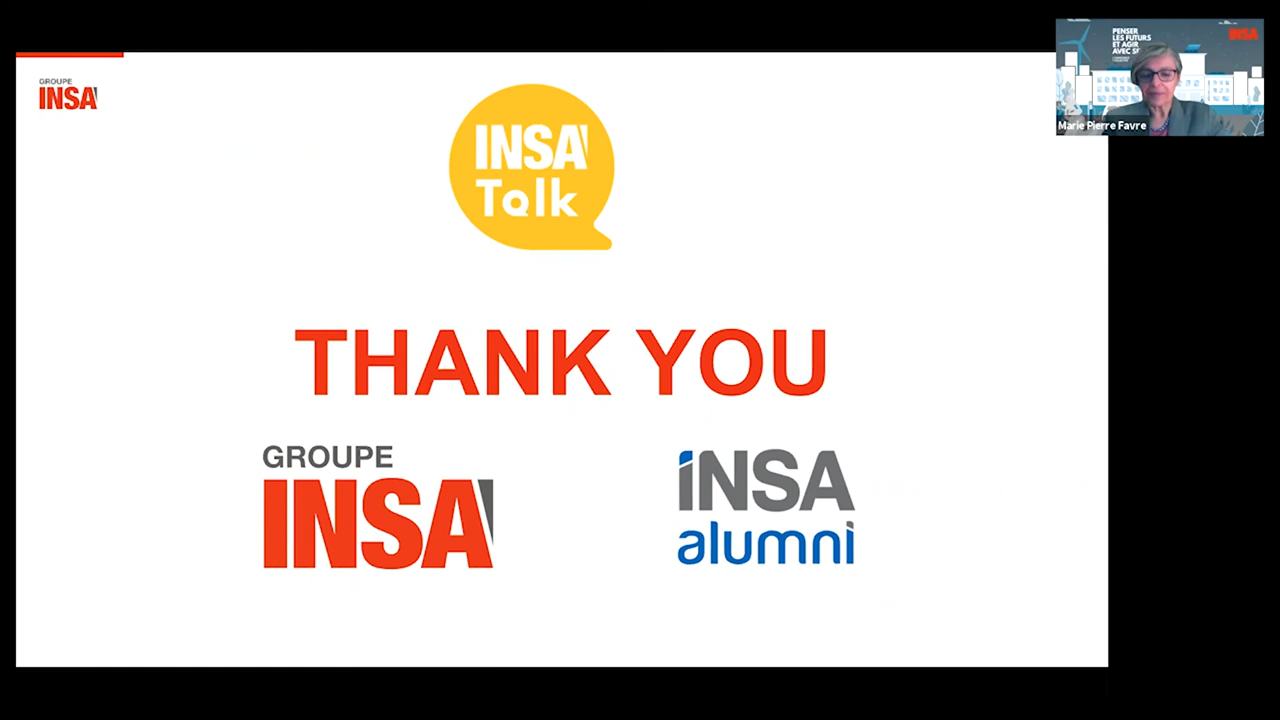 GROUPE
INSA
INSA
Talk
THANK YOU
GROUPE
INSA
iNSA
alumni
PENSER
LES FUTURS
ET AGIR
AVEC
INSA
Marie Pierre Favre